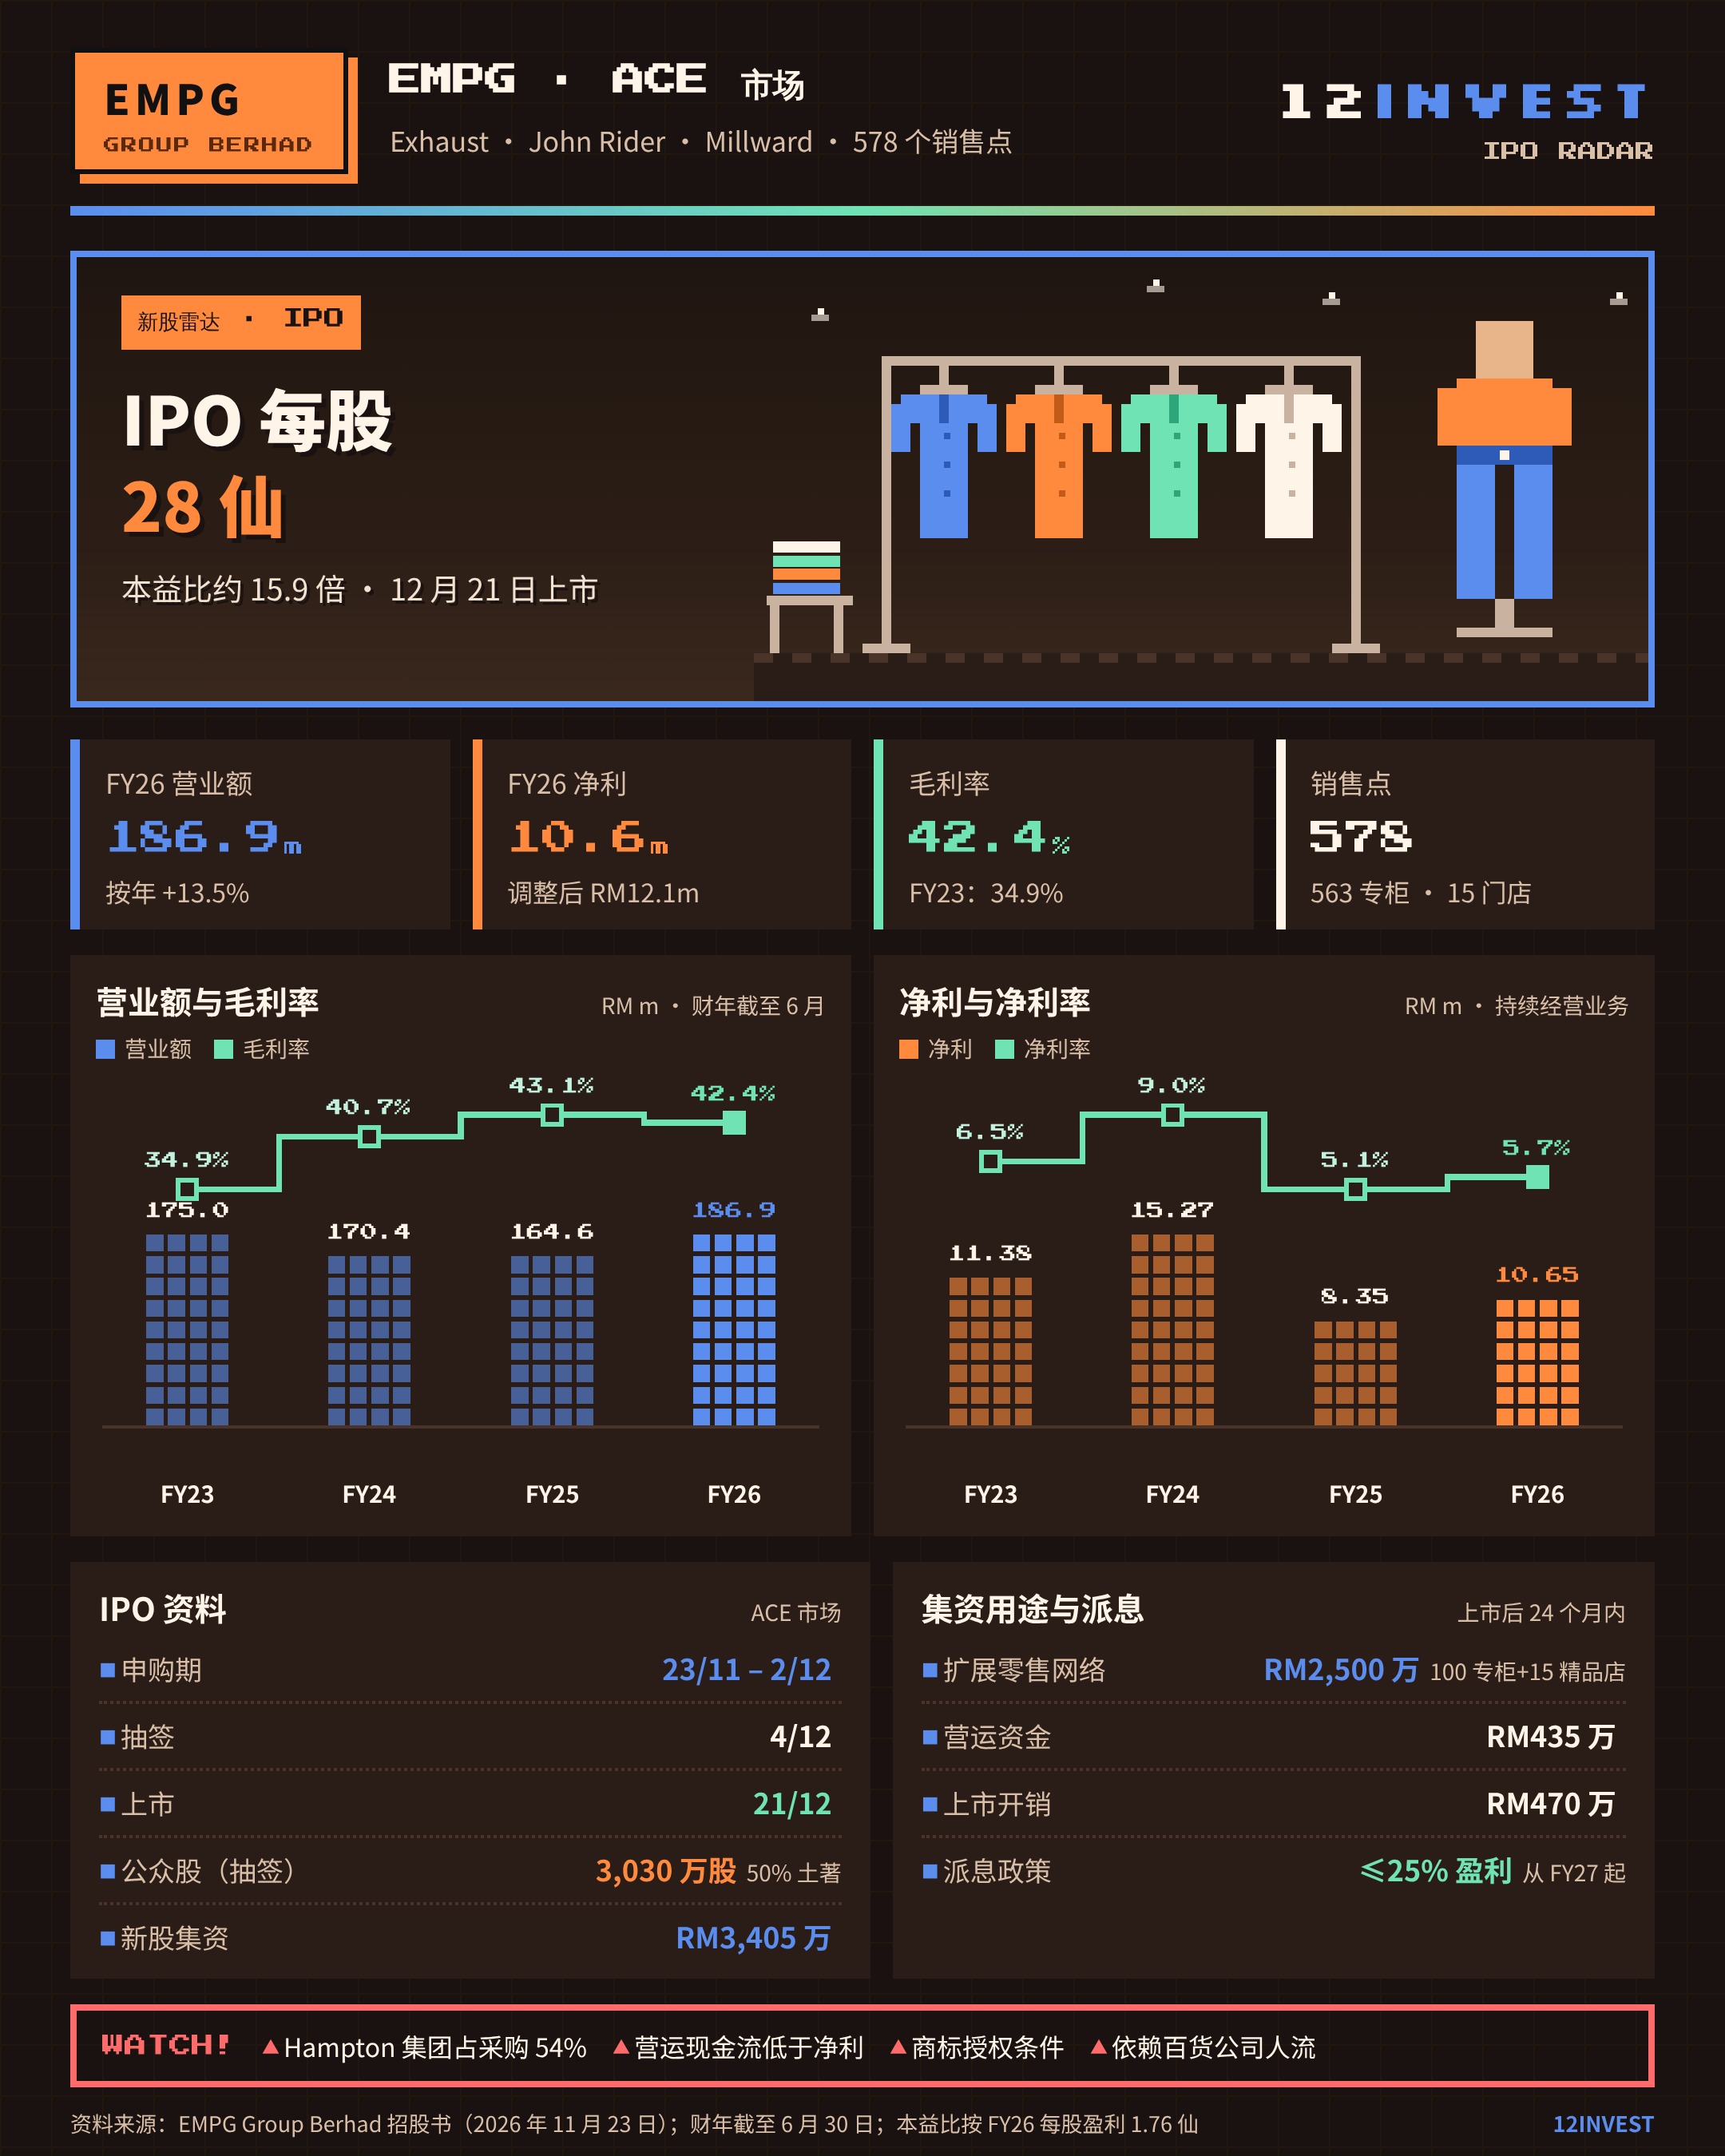 EMPG
GROUP BERHAD
EMPG · ACE 市场
Exhaust • John Rider • Millward • 578 个销售点
12INVEST
IPO RADAR
新股雷达 · IPO
IPO 每股
28 仙
本益比约 15.9 倍 • 12 月 21 日上市
FY26 营业额
186.9m
按年 +13.5%
FY26 净利
10.6m
调整后 RM12.1m
毛利率
42.4%
FY23：34.9%
销售点
578
563 专柜 • 15 门店
营业额与毛利率
RM m • 财年截至 6 月
营业额 毛利率
34.9% 40.7% 43.1% 42.4%
175.0 170.4 164.6 186.9
FY23 FY24 FY25 FY26
净利与净利率
RM m • 持续经营业务
净利 净利率
6.5% 9.0% 5.1% 5.7%
11.38 15.27 8.35 10.65
FY23 FY24 FY25 FY26
IPO 资料
ACE 市场
申购期 23/11 – 2/12
抽签 4/12
上市 21/12
公众股（抽签） 3,030 万股 50% 土著
新股集资 RM3,405 万
集资用途与派息
上市后 24 个月内
扩展零售网络 RM2,500 万 100 专柜+15 精品店
营运资金 RM435 万
上市开销 RM470 万
派息政策 ≤25% 盈利 从 FY27 起
WATCH! ▲Hampton 集团占采购 54% ▲营运现金流低于净利 ▲商标授权条件 ▲依赖百货公司人流
资料来源：EMPG Group Berhad 招股书（2026 年 11 月 23 日）；财年截至 6 月 30 日；本益比按 FY26 每股盈利 1.76 仙
12INVEST